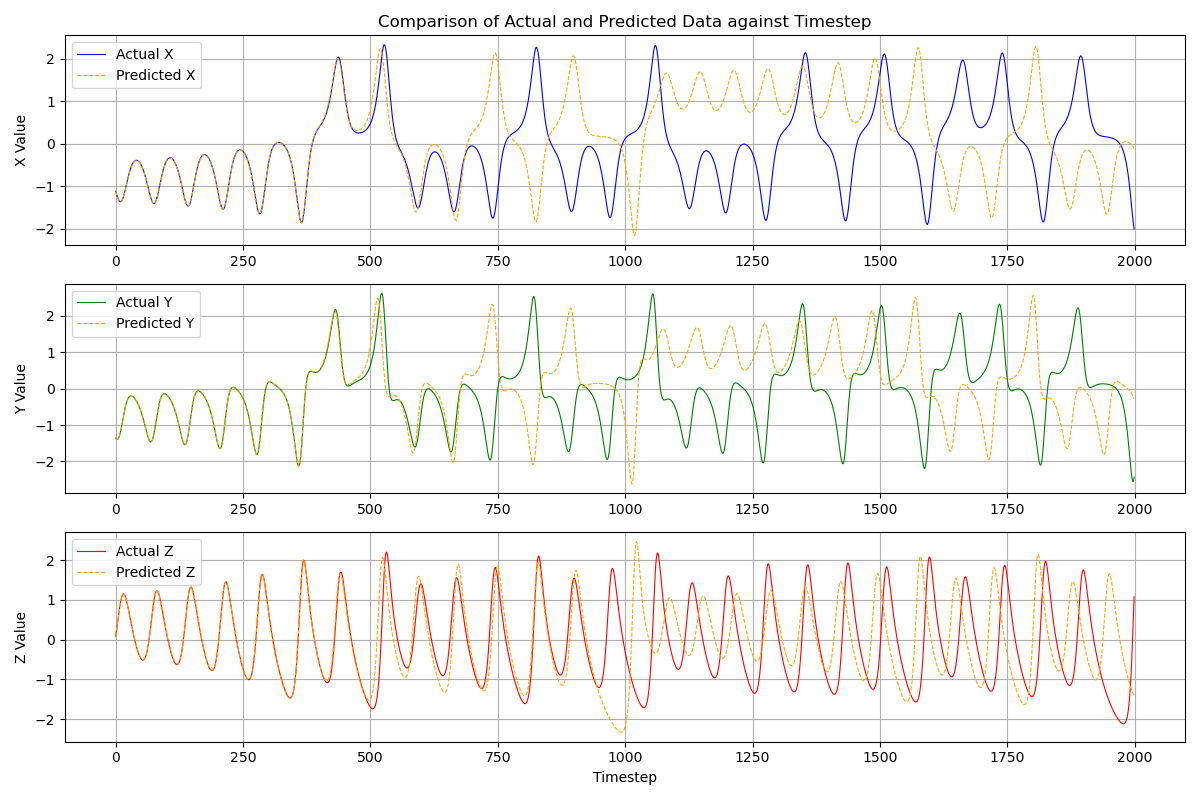 Comparison of Actual and Predicted Data against Timestep
X Value
2
1
0
−1
−2
Actual X
Predicted X
0 250 500 750 1000 1250 1500 1750 2000
Y Value
2
1
0
−1
−2
Actual Y
Predicted Y
0 250 500 750 1000 1250 1500 1750 2000
Z Value
2
1
0
−1
−2
Actual Z
Predicted Z
0 250 500 750 1000 1250 1500 1750 2000
Timestep